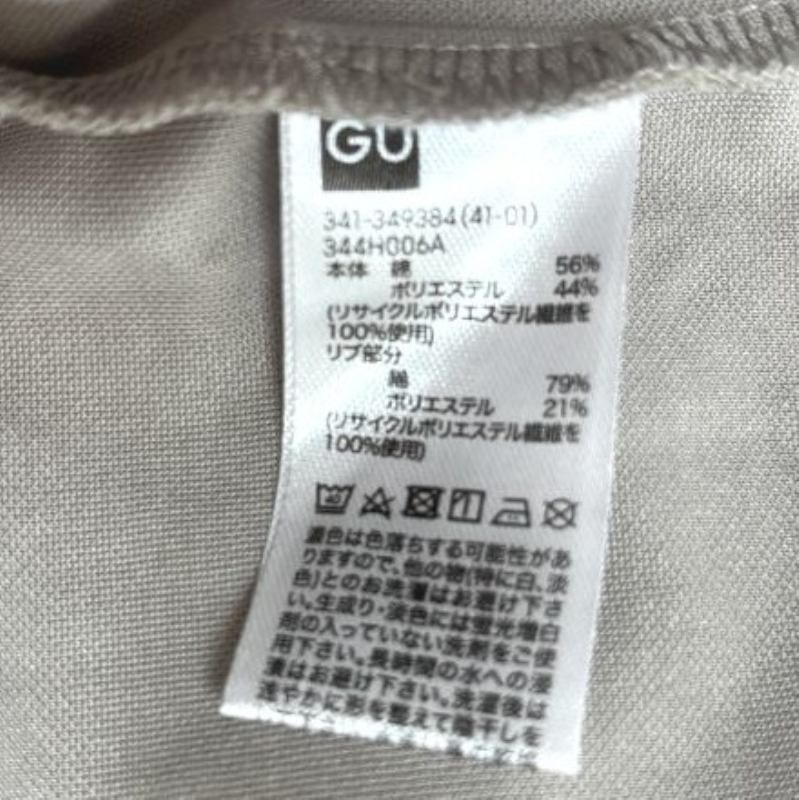 GU
341-349384(41-01)
344H006A
本体 綿 56%
ポリエステル 44%
(リサイクルポリエステル繊維を
100%使用)
リブ部分
綿 79%
ポリエステル 21%
(リサイクルポリエステル繊維を
100%使用)
40
濃色は色落ちする可能性があ
りますので、他の物(特に白、淡
色)とのお洗濯はお避け下さ
い。生成り・淡色には蛍光増白
剤の入っていない洗剤をご使
用下さい。長時間の水への浸
漬はお避け下さい。洗濯後は
速やかに形を整えて陰干しを